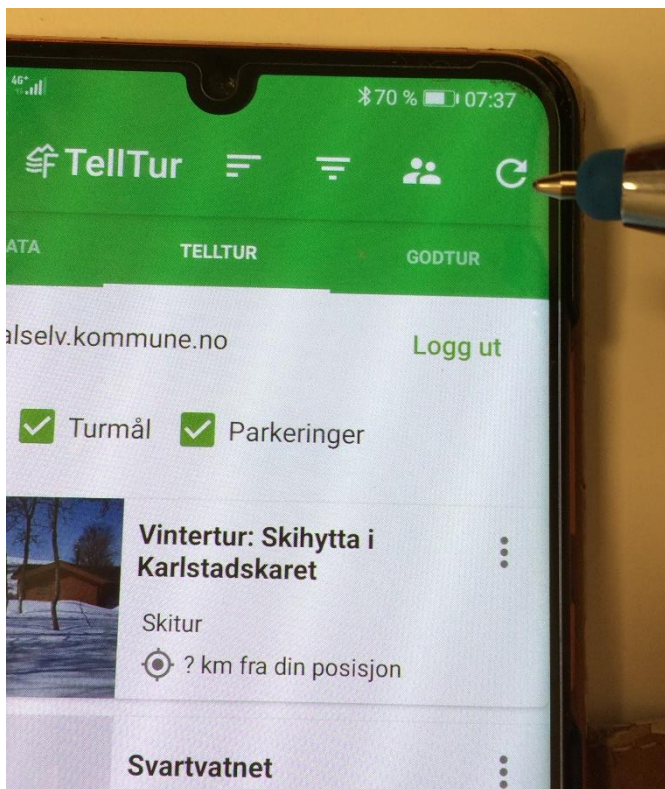 4G+
70 % 07:37
TellTur
ATA TELLTUR GODTUR
alselv.kommune.no Logg ut
Turmål Parkeringer
Vintertur: Skihytta i
Karlstadskaret
Skitur
? km fra din posisjon
Svartvatnet